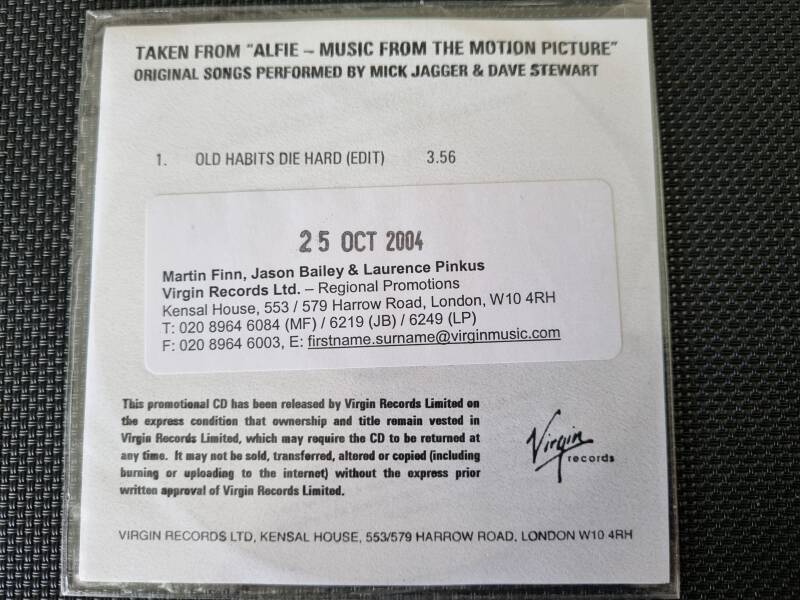 TAKEN FROM "ALFIE – MUSIC FROM THE MOTION PICTURE"
ORIGINAL SONGS PERFORMED BY MICK JAGGER & DAVE STEWART
1. OLD HABITS DIE HARD (EDIT) 3.56
25 OCT 2004
Martin Finn, Jason Bailey & Laurence Pinkus
Virgin Records Ltd. – Regional Promotions
Kensal House, 553 / 579 Harrow Road, London, W10 4RH
T: 020 8964 6084 (MF) / 6219 (JB) / 6249 (LP)
F: 020 8964 6003, E: firstname.surname@virginmusic.com
This promotional CD has been released by Virgin Records Limited on
the express condition that ownership and title remain vested in
Virgin Records Limited, which may require the CD to be returned at
any time. It may not be sold, transferred, altered or copied (including
burning or uploading to the internet) without the express prior
written approval of Virgin Records Limited.
Virgin
records
VIRGIN RECORDS LTD, KENSAL HOUSE, 553/579 HARROW ROAD, LONDON W10 4RH